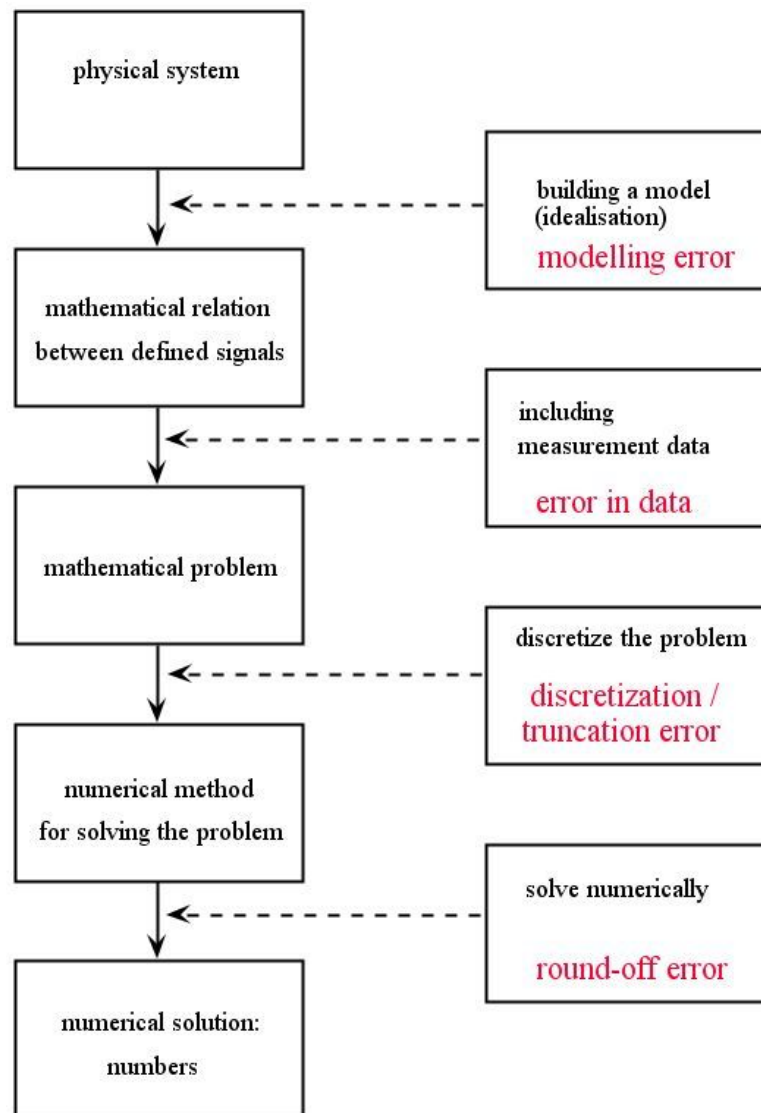 physical system
building a model
(idealisation)
modelling error
mathematical relation
between defined signals
including
measurement data
error in data
mathematical problem
discretize the problem
discretization /
truncation error
numerical method
for solving the problem
solve numerically
round-off error
numerical solution:
numbers